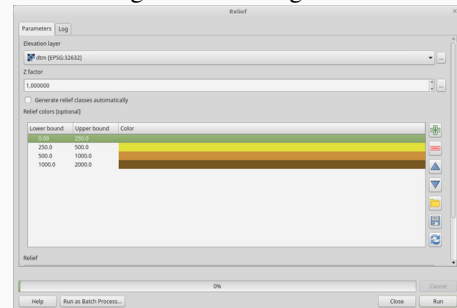 Relief
Parameters Log
Elevation layer
dtm [EPSG:32632]
Z factor
1,000000
Generate relief classes automatically
Relief colors [optional]
Lower bound Upper bound Color
0.00 250.0
250.0 500.0
500.0 1000.0
1000.0 2000.0
Relief
0%
Cancel
Help Run as Batch Process... Close Run